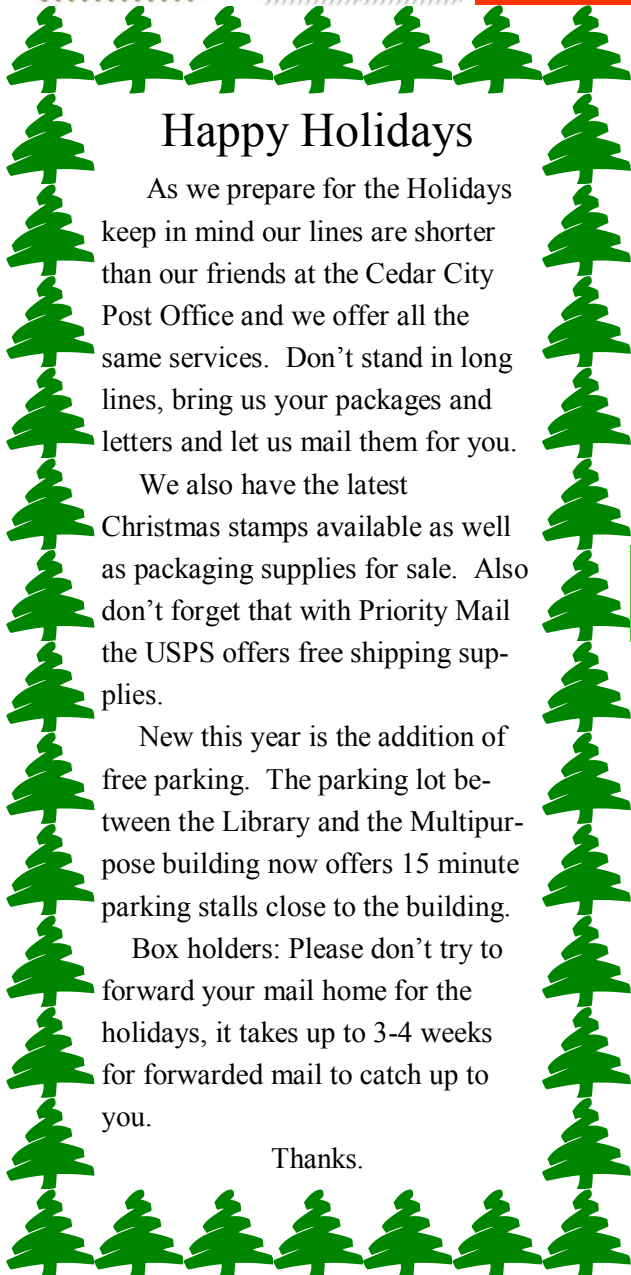 Happy Holidays
As we prepare for the Holidays
keep in mind our lines are shorter
than our friends at the Cedar City
Post Office and we offer all the
same services.  Don’t stand in long
lines, bring us your packages and
letters and let us mail them for you.
We also have the latest
Christmas stamps available as well
as packaging supplies for sale.  Also
don’t forget that with Priority Mail
the USPS offers free shipping sup-
plies.
New this year is the addition of
free parking.  The parking lot be-
tween the Library and the Multipur-
pose building now offers 15 minute
parking stalls close to the building.
Box holders: Please don’t try to
forward your mail home for the
holidays, it takes up to 3-4 weeks
for forwarded mail to catch up to
you.
Thanks.